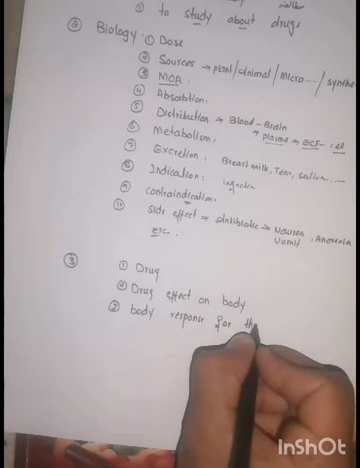 ① to study about drugs
② Biology: ① Dose
② Sources → plant/animal/micro.../synthe
③ MOA.
④ Absorbtion.
⑤ Distribution → Blood-Brain
→ plasma → ECF- cell
⑥ Metabolism.
⑦ Excretion, Breast milk, Tear, saliva....
⑧ Indication:
⑨ contraindication.
⑩ side effect → Antibiotic → Nausea, Anorexia
Vomit
etc.
③ ① Drug
② Drug effect on body
③ body response for th
InShOt